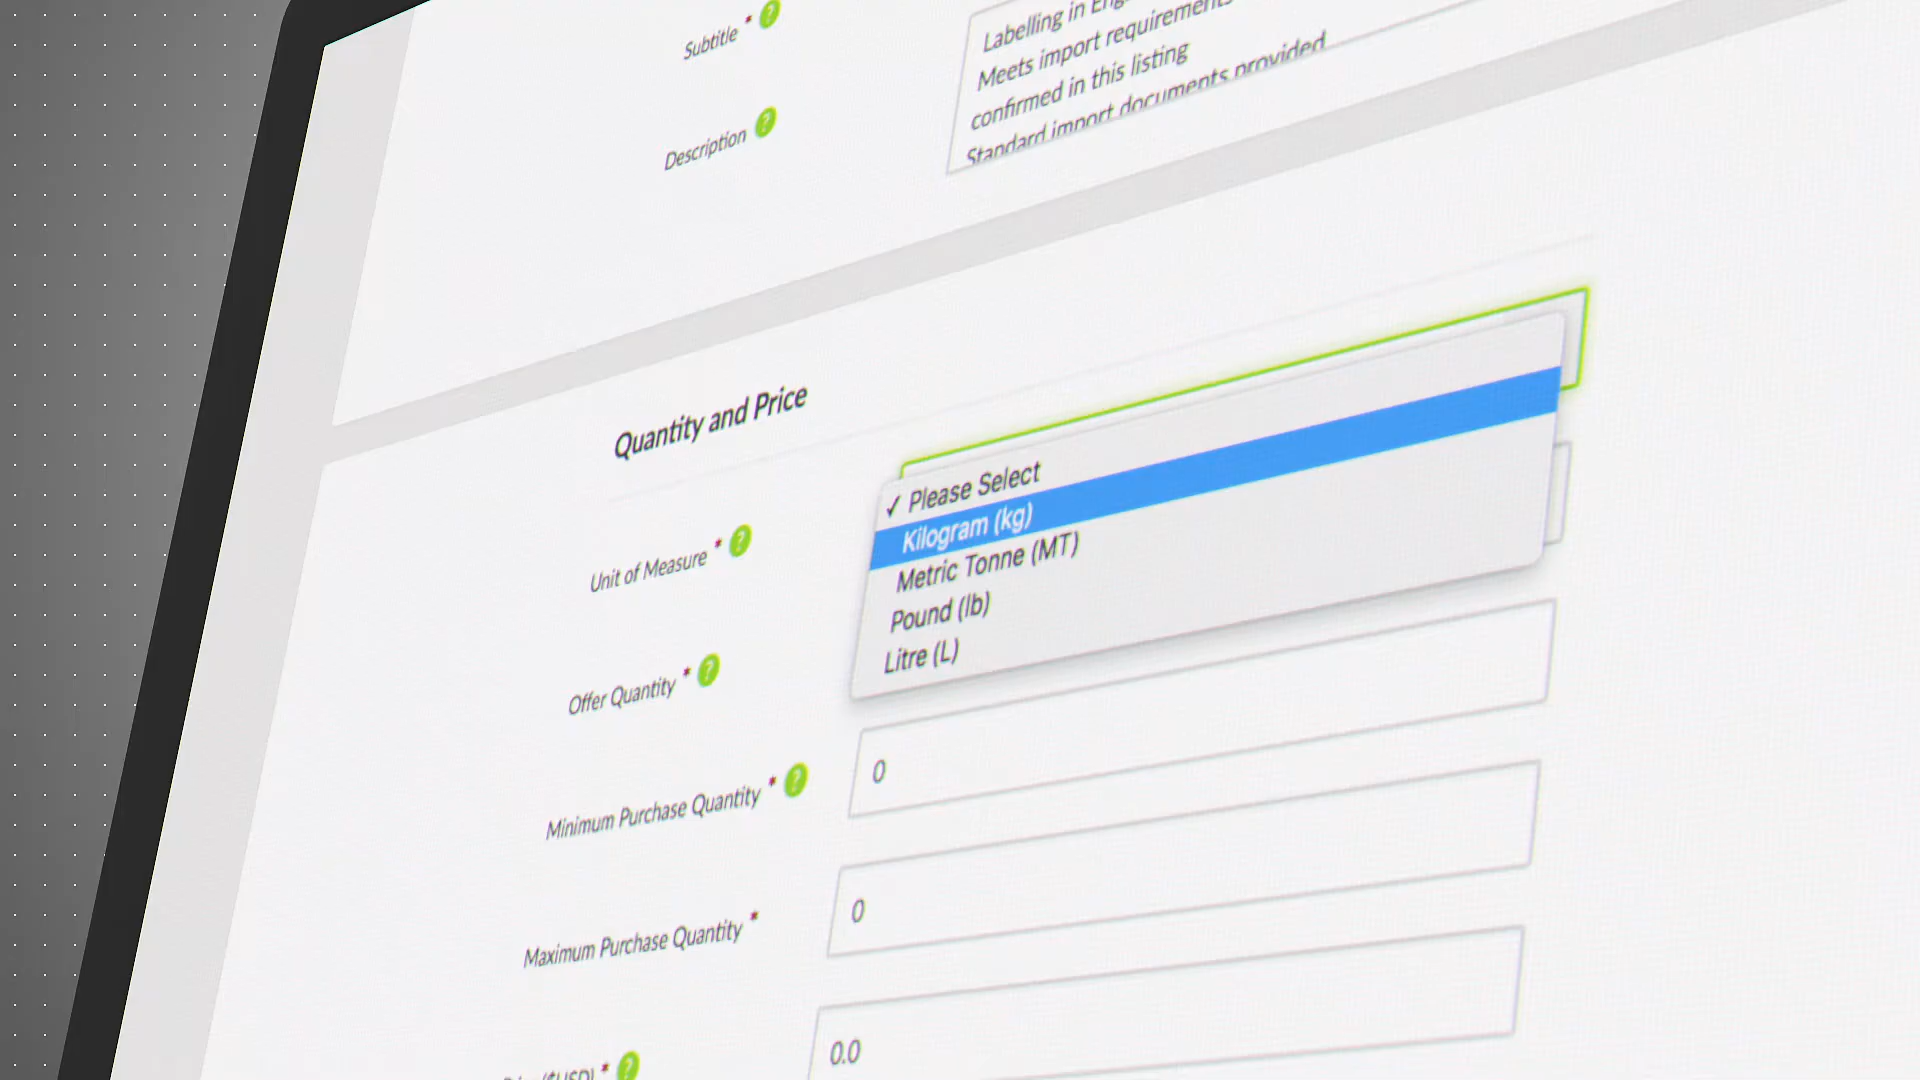 Subtitle * ?
Labelling in
Meets import requirements
confirmed in this listing
Standard import documents provided
Description ?
Quantity and Price
Unit of Measure * ?
✓ Please Select
Kilogram (kg)
Metric Tonne (MT)
Pound (lb)
Litre (L)
Offer Quantity * ?
Minimum Purchase Quantity * ?
0
Maximum Purchase Quantity *
0
($USD) * ?
0.0